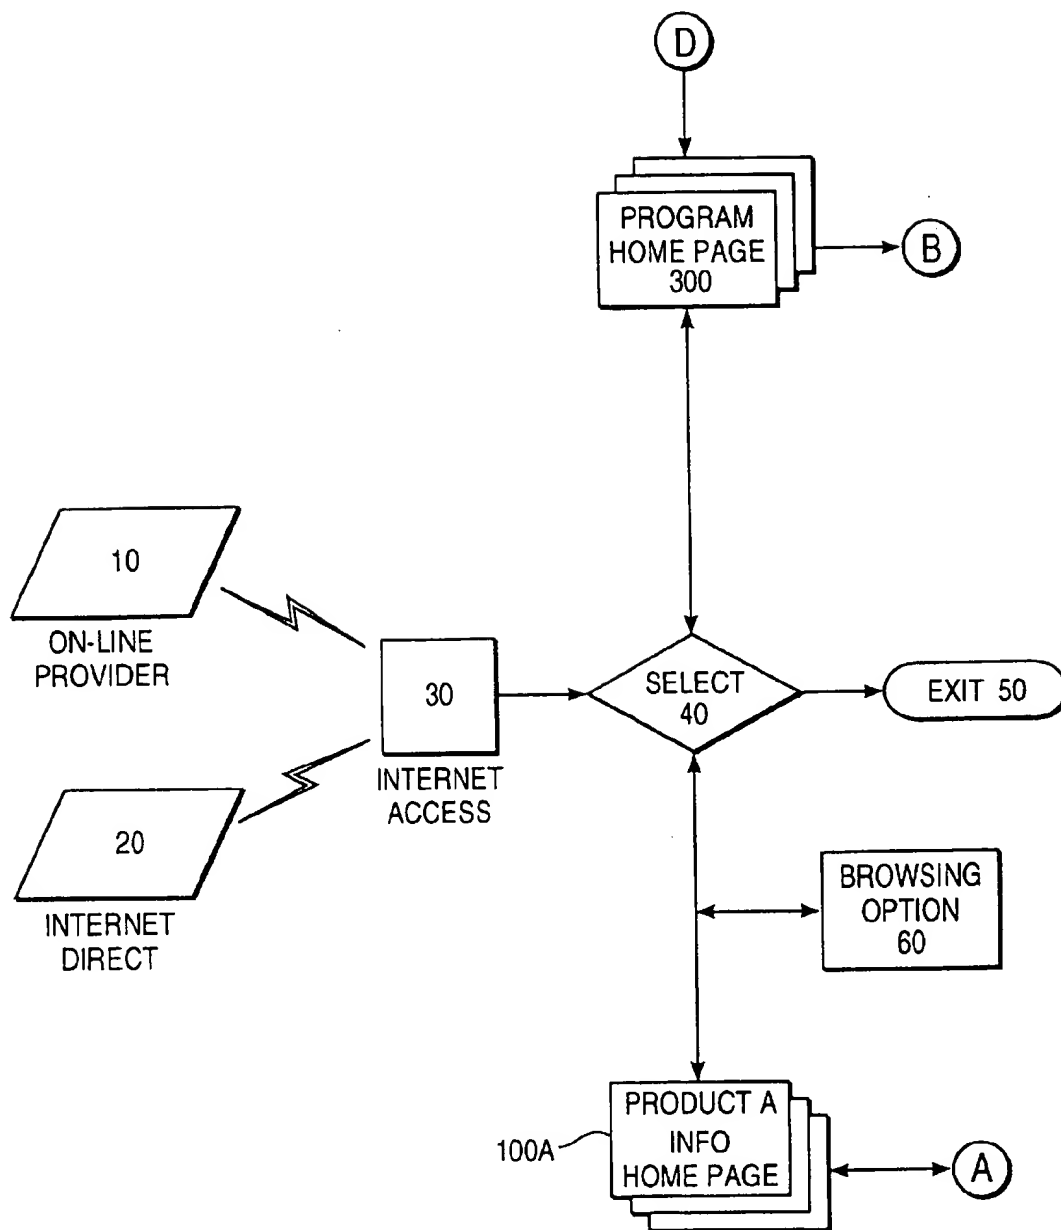 D
PROGRAM
HOME PAGE
300
B
10
ON-LINE
PROVIDER
30
INTERNET
ACCESS
SELECT
40
EXIT 50
20
INTERNET
DIRECT
BROWSING
OPTION
60
100A
PRODUCT A
INFO
HOME PAGE
A